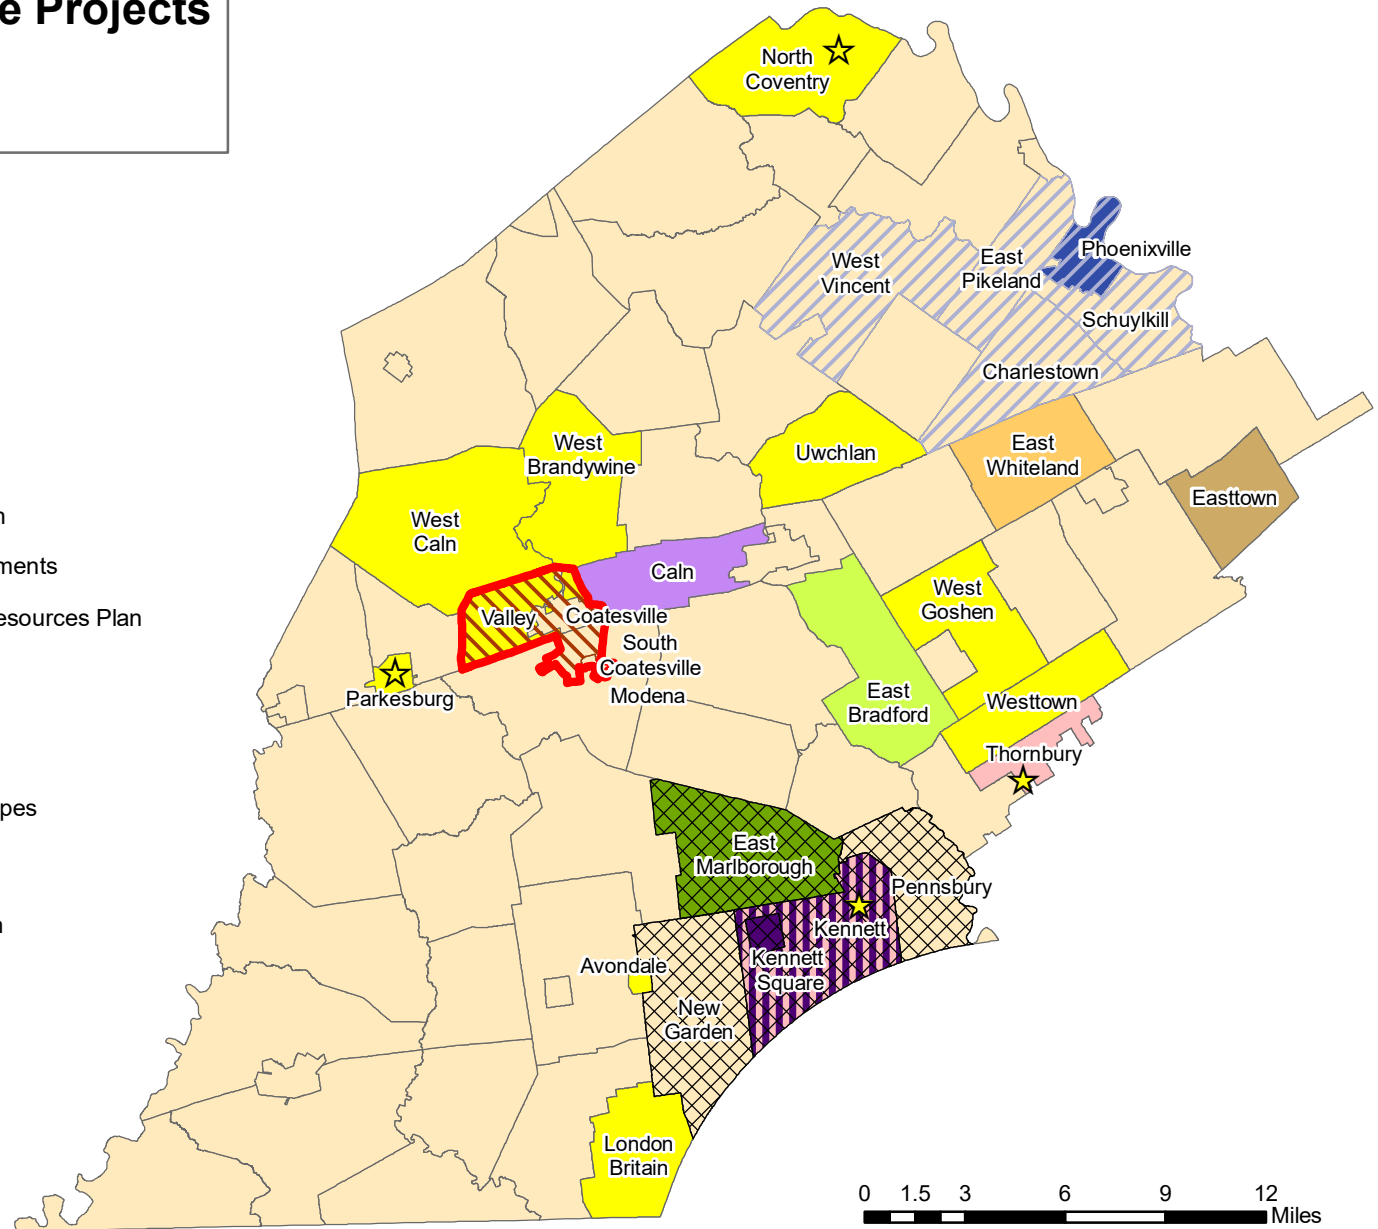 e Projects
North
Coventry
Phoenixville
West
Vincent
East
Pikeland
Schuylkill
Charlestown
West
Brandywine
Uwchlan
East
Whiteland
Easttown
n
West
Caln
ments
Caln
esources Plan
Valley
Coatesville
West
Goshen
South
Coatesville
Parkesburg
Modena
East
Bradford
Westtown
Thornbury
pes
East
Marlborough
Pennsbury
n
Kennett
Avondale
Kennett
Square
New
Garden
London
Britain
0 1.5 3 6 9 12
Miles